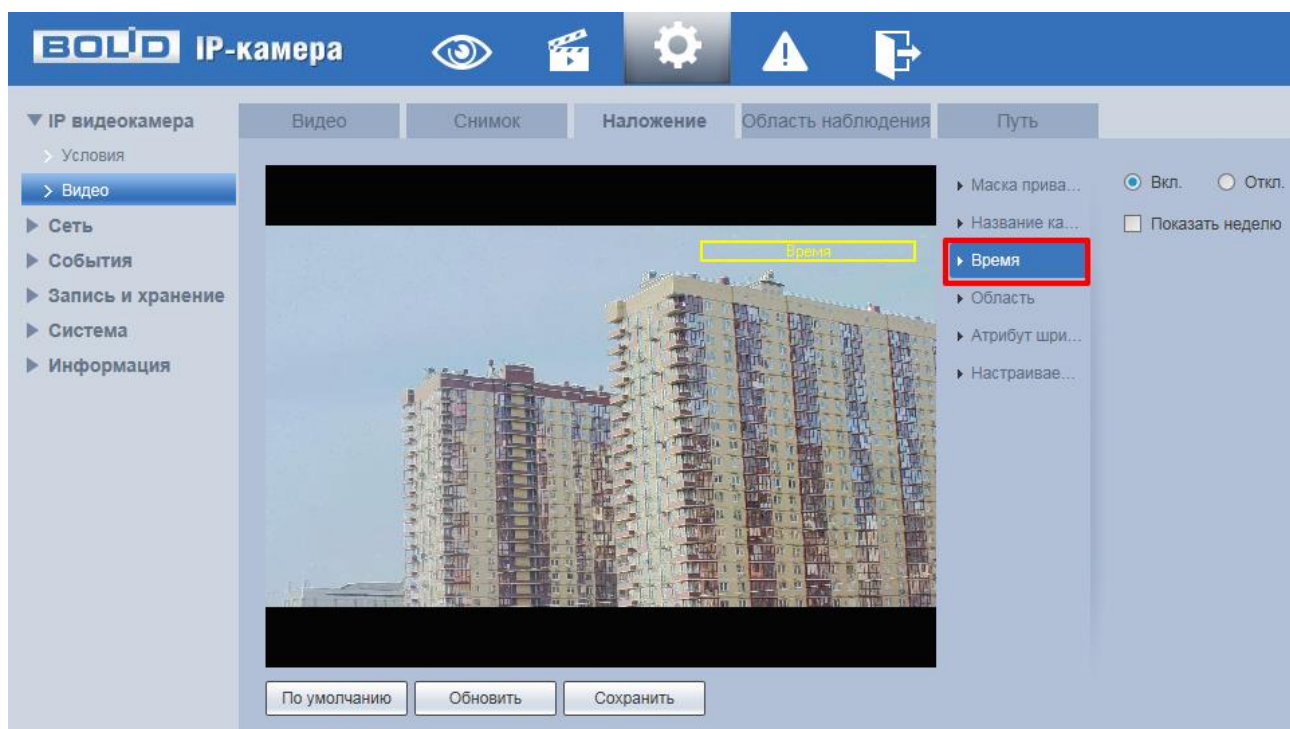 BOLID IP-камера
IP видеокамера
Условия
Видео
Сеть
События
Запись и хранение
Система
Информация
Видео
Снимок
Наложение
Область наблюдения
Путь
Время
Маска прива...
Название ка...
Время
Область
Атрибут шри...
Настраивае...
Вкл.
Откл.
Показать неделю
По умолчанию
Обновить
Сохранить